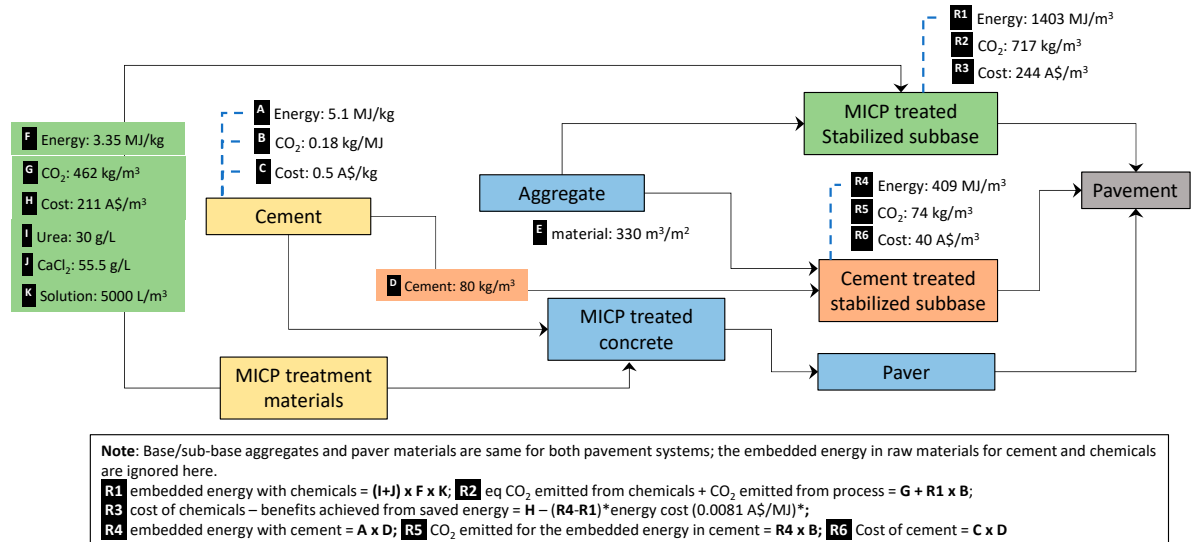 R1 Energy: 1403 MJ/m³
R2 CO₂: 717 kg/m³
R3 Cost: 244 A$/m³
A Energy: 5.1 MJ/kg
B CO₂: 0.18 kg/MJ
C Cost: 0.5 A$/kg
MICP treated
Stabilized subbase
F Energy: 3.35 MJ/kg
G CO₂: 462 kg/m³
H Cost: 211 A$/m³
I Urea: 30 g/L
J CaCl₂: 55.5 g/L
K Solution: 5000 L/m³
Cement
Aggregate
E material: 330 m³/m²
R4 Energy: 409 MJ/m³
R5 CO₂: 74 kg/m³
R6 Cost: 40 A$/m³
Pavement
D Cement: 80 kg/m³
Cement treated
stabilized subbase
MICP treated
concrete
Paver
MICP treatment
materials
Note: Base/sub-base aggregates and paver materials are same for both pavement systems; the embedded energy in raw materials for cement and chemicals
are ignored here.
R1 embedded energy with chemicals = (I+J) x F x K; R2 eq CO₂ emitted from chemicals + CO₂ emitted from process = G + R1 x B;
R3 cost of chemicals – benefits achieved from saved energy = H – (R4-R1)*energy cost (0.0081 A$/MJ)*;
R4 embedded energy with cement = A x D; R5 CO₂ emitted for the embedded energy in cement = R4 x B; R6 Cost of cement = C x D